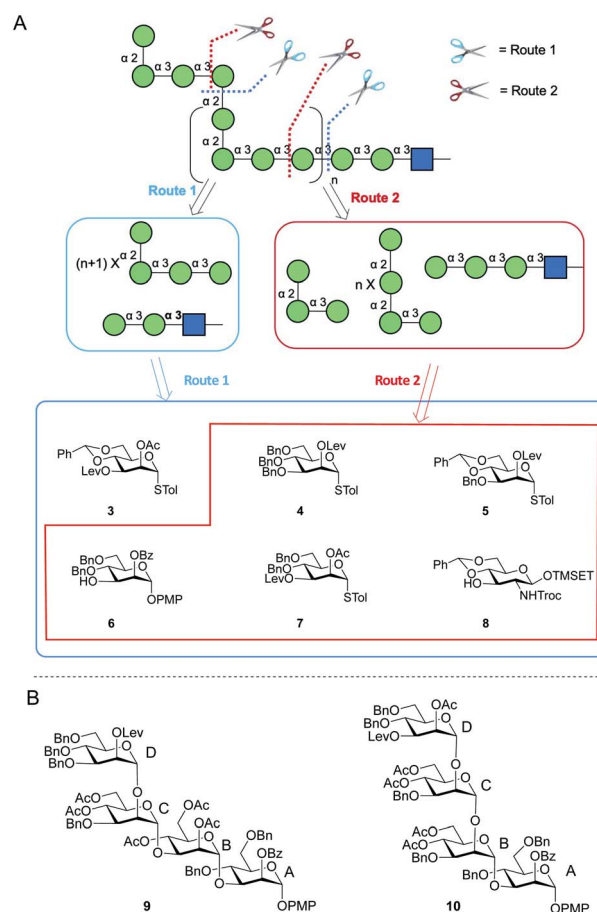 A
= Route 1
= Route 2
α 2
α 3
α 3
α 2
α 2
α 3
α 3
α 3
α 3
α 3
n
Route 1
Route 2
(n+1) X
α 2
α 3
α 3
α 3
α 3
α 2
α 3
n X
α 2
α 2
α 3
α 3
α 3
α 3
Route 1
Route 2
Ph
O
O
OAc
O
LevO
STol
3
BnO
BnO
BnO
OLev
O
STol
4
Ph
O
O
OLev
O
BnO
STol
5
BnO
BnO
HO
OBz
O
OPMP
6
BnO
BnO
LevO
OAc
O
STol
7
Ph
O
O
HO
O
OTMSET
NHTroc
8
B
BnO
BnO
BnO
OLev
O
D
O
AcO
AcO
BnO
O
C
AcO
OAc
OAc
AcO
O
O
B
OBn
OBz
BnO
O
O
A
OPMP
9
BnO
BnO
LevO
OAc
O
D
O
AcO
AcO
BnO
O
C
O
AcO
AcO
BnO
O
B
OBn
OBz
BnO
O
O
A
OPMP
10